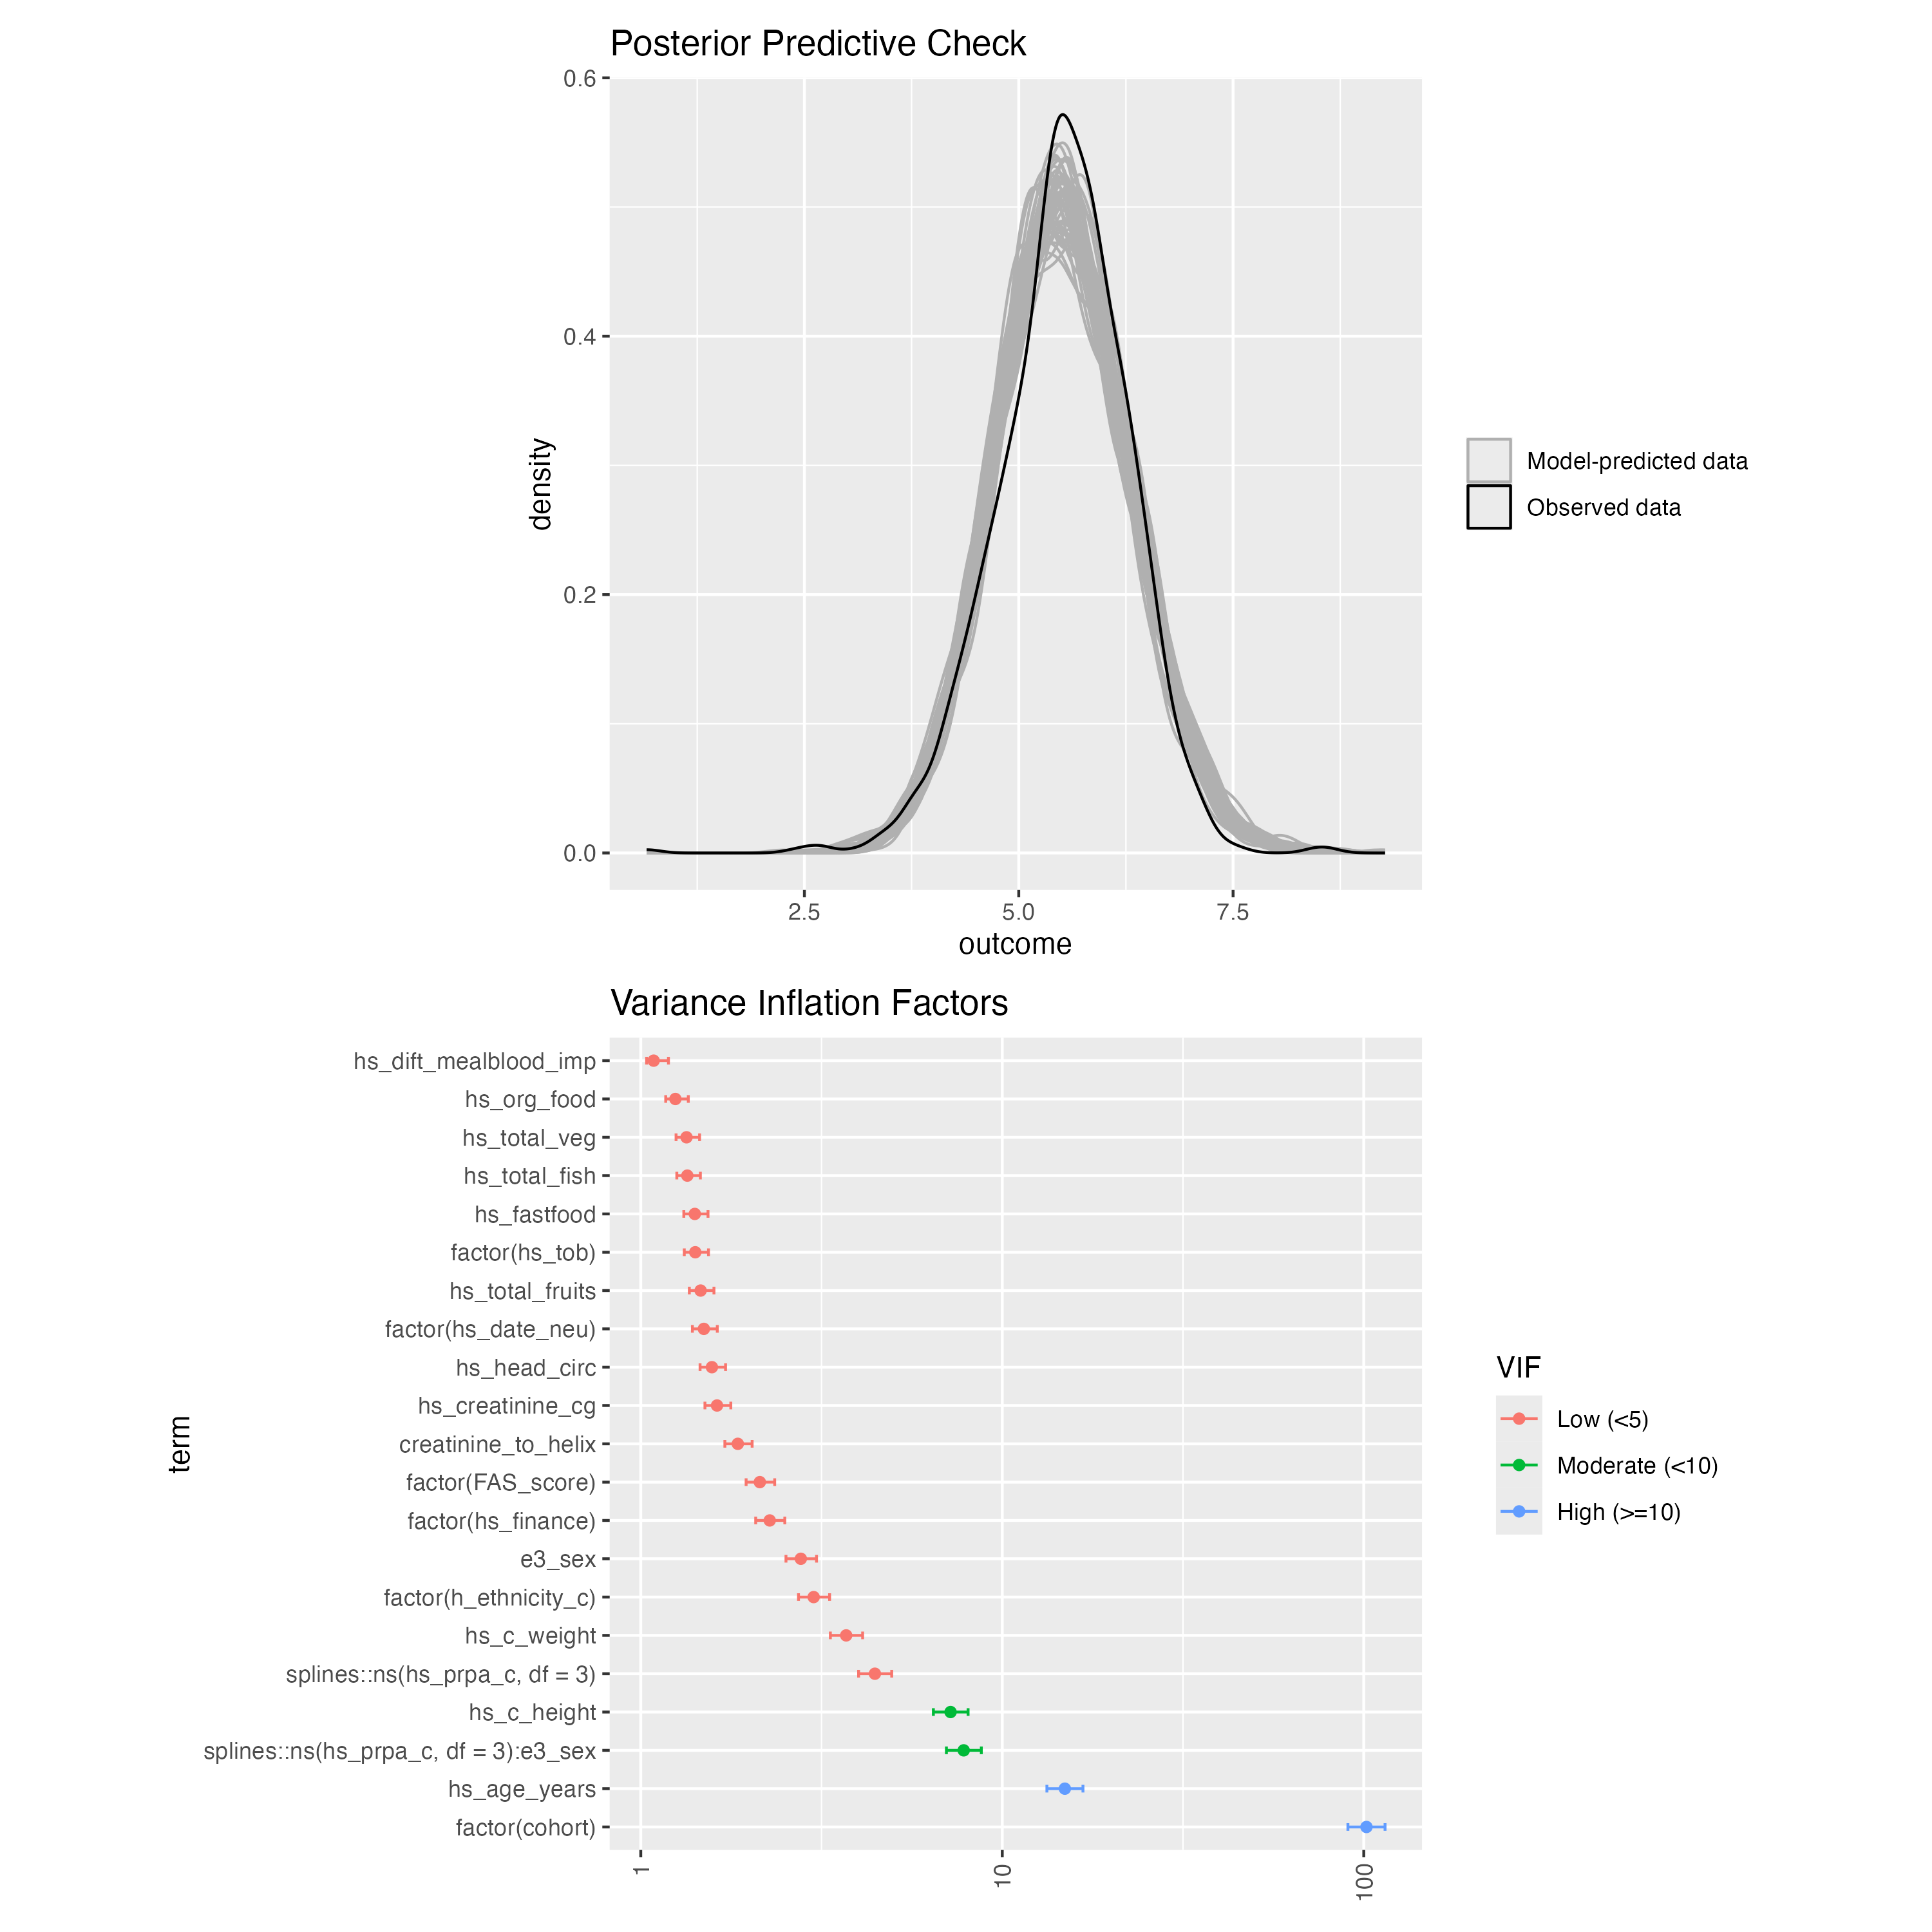 Posterior Predictive Check
0.6
0.4
0.2
0.0
density
2.5 5.0 7.5
outcome
Model-predicted data
Observed data
Variance Inflation Factors
term
hs_dift_mealblood_imp
hs_org_food
hs_total_veg
hs_total_fish
hs_fastfood
factor(hs_tob)
hs_total_fruits
factor(hs_date_neu)
hs_head_circ
hs_creatinine_cg
creatinine_to_helix
factor(FAS_score)
factor(hs_finance)
e3_sex
factor(h_ethnicity_c)
hs_c_weight
splines::ns(hs_prpa_c, df = 3)
hs_c_height
splines::ns(hs_prpa_c, df = 3):e3_sex
hs_age_years
factor(cohort)
1 10 100
VIF
Low (<5)
Moderate (<10)
High (>=10)